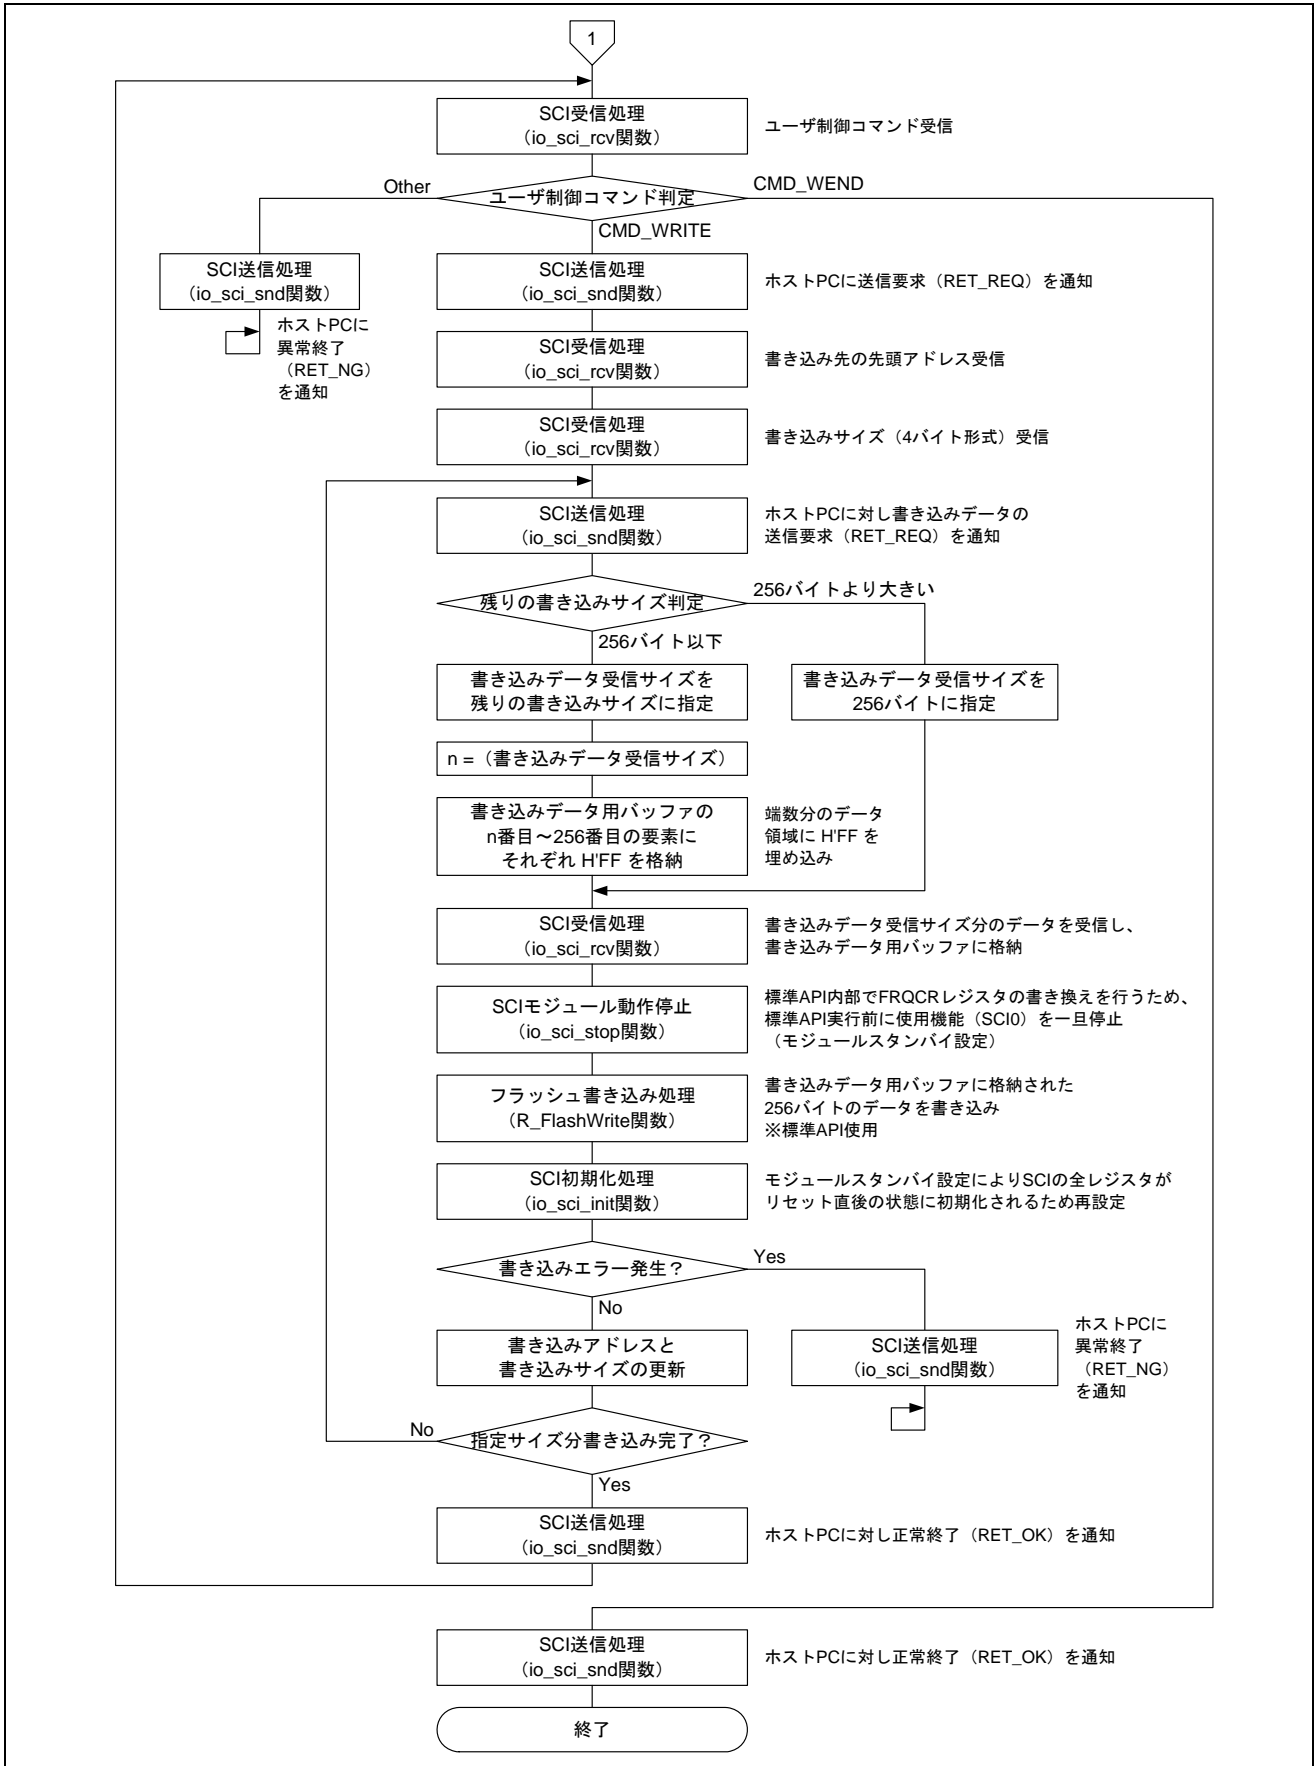 1
SCI受信処理
（io_sci_rcv関数）
ユーザ制御コマンド受信
Other
ユーザ制御コマンド判定
CMD_WEND
CMD_WRITE
SCI送信処理
（io_sci_snd関数）
ホストPCに
異常終了
（RET_NG）
を通知
SCI送信処理
（io_sci_snd関数）
ホストPCに送信要求（RET_REQ）を通知
SCI受信処理
（io_sci_rcv関数）
書き込み先の先頭アドレス受信
SCI受信処理
（io_sci_rcv関数）
書き込みサイズ（4バイト形式）受信
SCI送信処理
（io_sci_snd関数）
ホストPCに対し書き込みデータの
送信要求（RET_REQ）を通知
残りの書き込みサイズ判定
256バイトより大きい
256バイト以下
書き込みデータ受信サイズを
残りの書き込みサイズに指定
書き込みデータ受信サイズを
256バイトに指定
n =（書き込みデータ受信サイズ）
書き込みデータ用バッファの
n番目～256番目の要素に
それぞれ H'FF を格納
端数分のデータ
領域に H'FF を
埋め込み
SCI受信処理
（io_sci_rcv関数）
書き込みデータ受信サイズ分のデータを受信し、
書き込みデータ用バッファに格納
SCIモジュール動作停止
（io_sci_stop関数）
標準API内部でFRQCRレジスタの書き換えを行うため、
標準API実行前に使用機能（SCI0）を一旦停止
（モジュールスタンバイ設定）
フラッシュ書き込み処理
（R_FlashWrite関数）
書き込みデータ用バッファに格納された
256バイトのデータを書き込み
※標準API使用
SCI初期化処理
（io_sci_init関数）
モジュールスタンバイ設定によりSCIの全レジスタが
リセット直後の状態に初期化されるため再設定
書き込みエラー発生？
Yes
No
書き込みアドレスと
書き込みサイズの更新
SCI送信処理
（io_sci_snd関数）
ホストPCに
異常終了
（RET_NG）
を通知
No
指定サイズ分書き込み完了？
Yes
SCI送信処理
（io_sci_snd関数）
ホストPCに対し正常終了（RET_OK）を通知
SCI送信処理
（io_sci_snd関数）
ホストPCに対し正常終了（RET_OK）を通知
終了